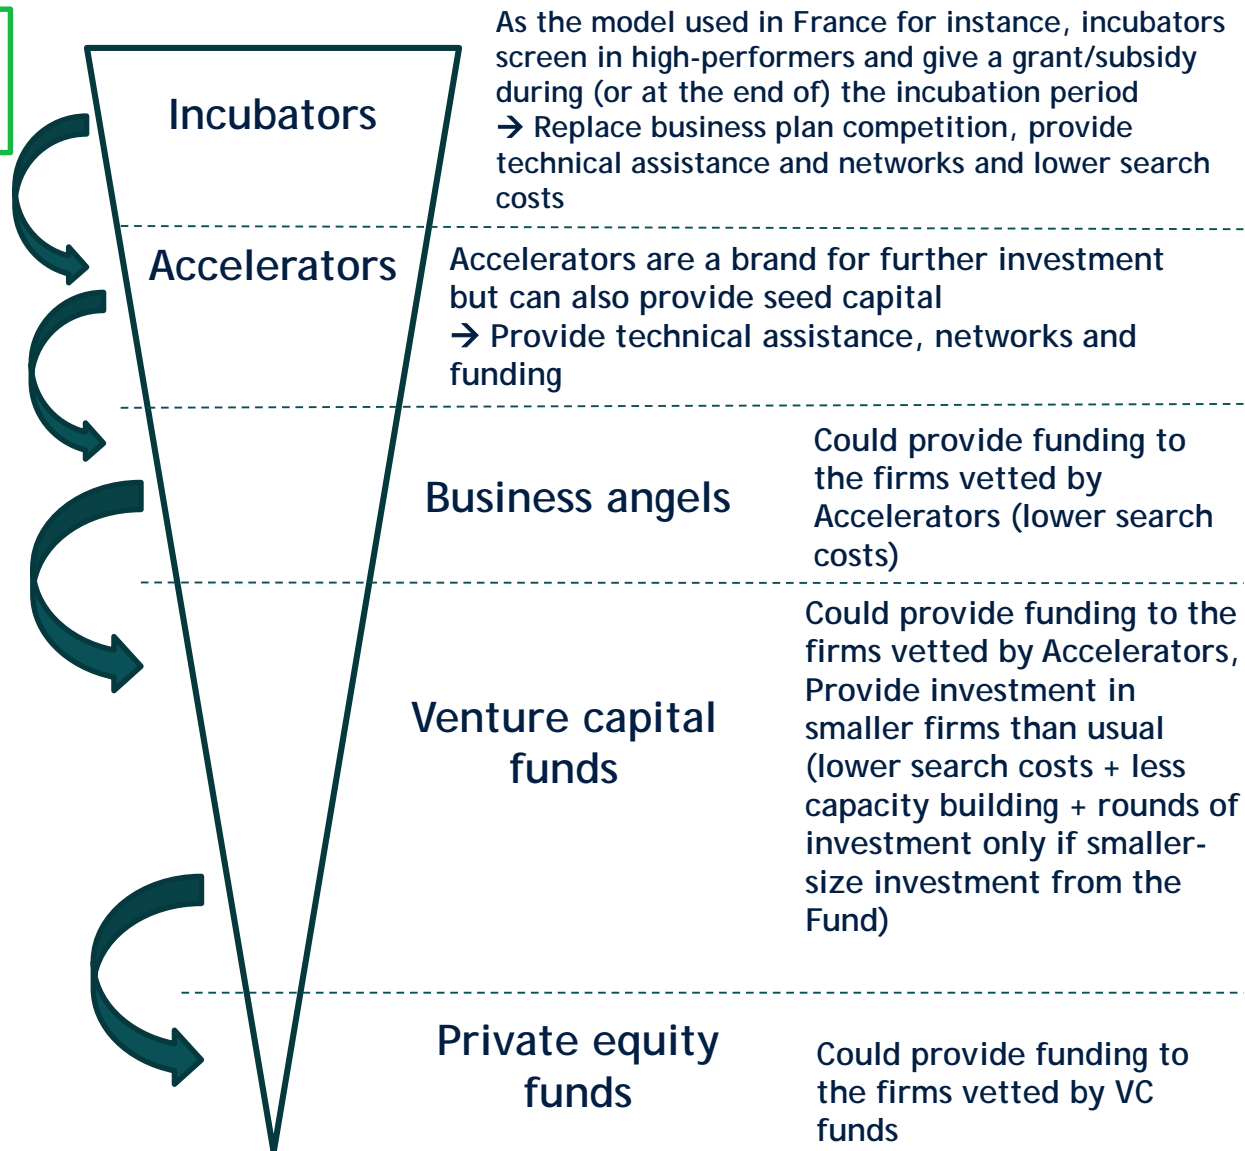 Incubators
As the model used in France for instance, incubators
screen in high-performers and give a grant/subsidy
during (or at the end of) the incubation period
→ Replace business plan competition, provide
technical assistance and networks and lower search
costs
Accelerators
Accelerators are a brand for further investment
but can also provide seed capital
→ Provide technical assistance, networks and
funding
Business angels
Could provide funding to
the firms vetted by
Accelerators (lower search
costs)
Venture capital
funds
Could provide funding to the
firms vetted by Accelerators,
Provide investment in
smaller firms than usual
(lower search costs + less
capacity building + rounds of
investment only if smaller-
size investment from the
Fund)
Private equity
funds
Could provide funding to
the firms vetted by VC
funds